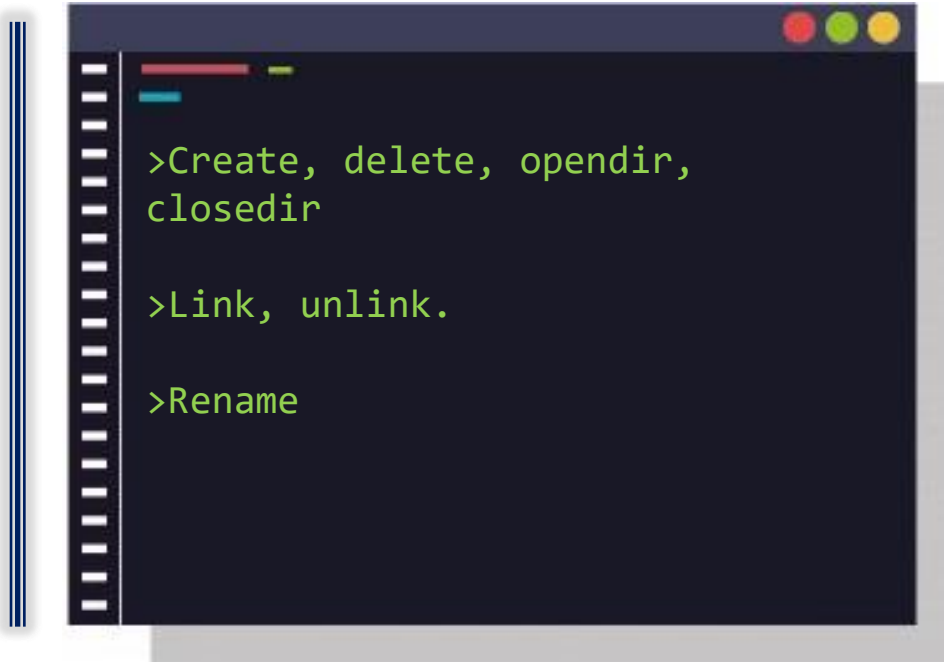 >Create, delete, opendir,
closedir
>Link, unlink.
>Rename